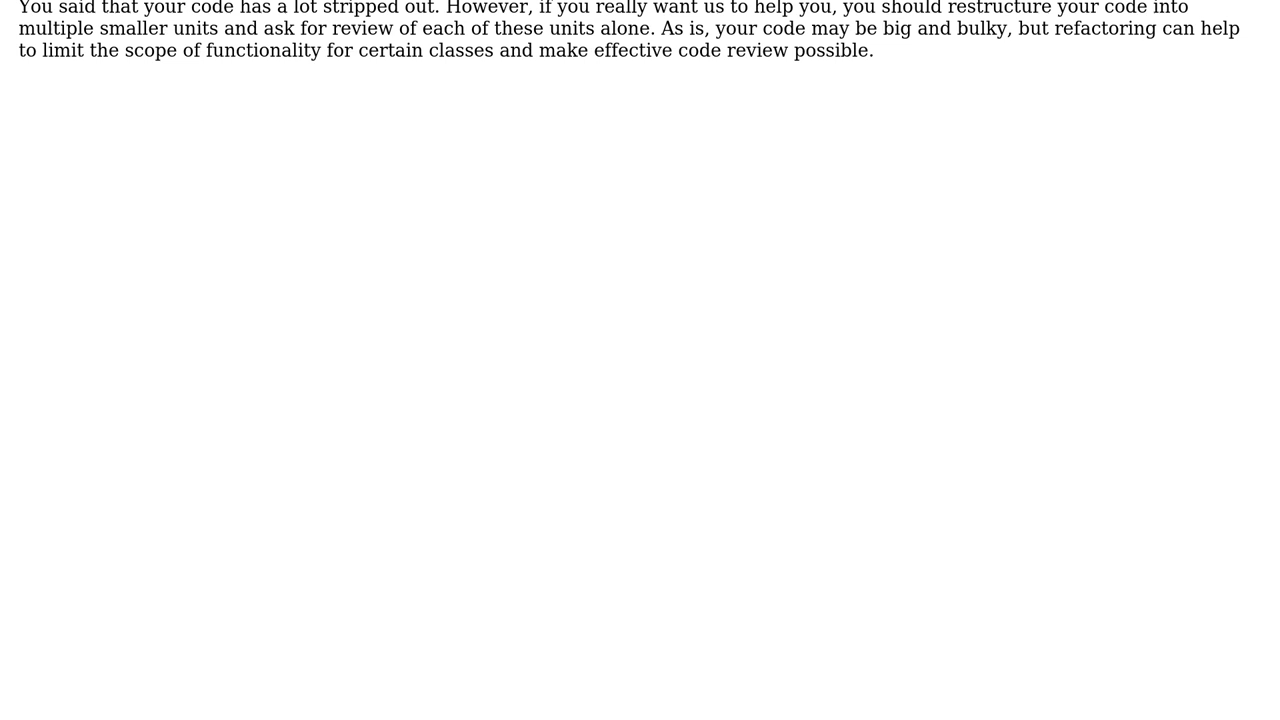 You said that your code has a lot stripped out. However, if you really want us to help you, you should restructure your code into
multiple smaller units and ask for review of each of these units alone. As is, your code may be big and bulky, but refactoring can help
to limit the scope of functionality for certain classes and make effective code review possible.